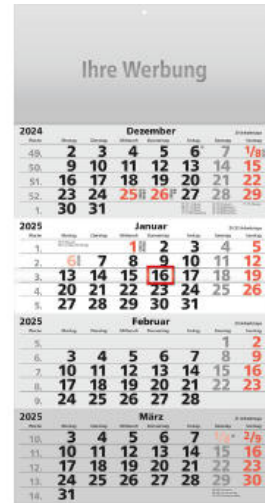 Ihre Werbung
2024 Dezember
49. 2 3 4 5 6 7 1/8
50. 9 10 11 12 13 14 15
51. 16 17 18 19 20 21 22
52. 23 24 25 26 27 28 29
1. 30 31
2025 Januar
1. 1 2 3 4 5
2. 6 7 8 9 10 11 12
3. 13 14 15 16 17 18 19
4. 20 21 22 23 24 25 26
5. 27 28 29 30 31
2025 Februar
5. 1 2
6. 3 4 5 6 7 8 9
7. 10 11 12 13 14 15 16
8. 17 18 19 20 21 22 23
9. 24 25 26 27 28
2025 März
10. 3 4 5 6 7 1/8 2/9
11. 10 11 12 13 14 15 16
12. 17 18 19 20 21 22 23
13. 24 25 26 27 28 29 30
14. 31